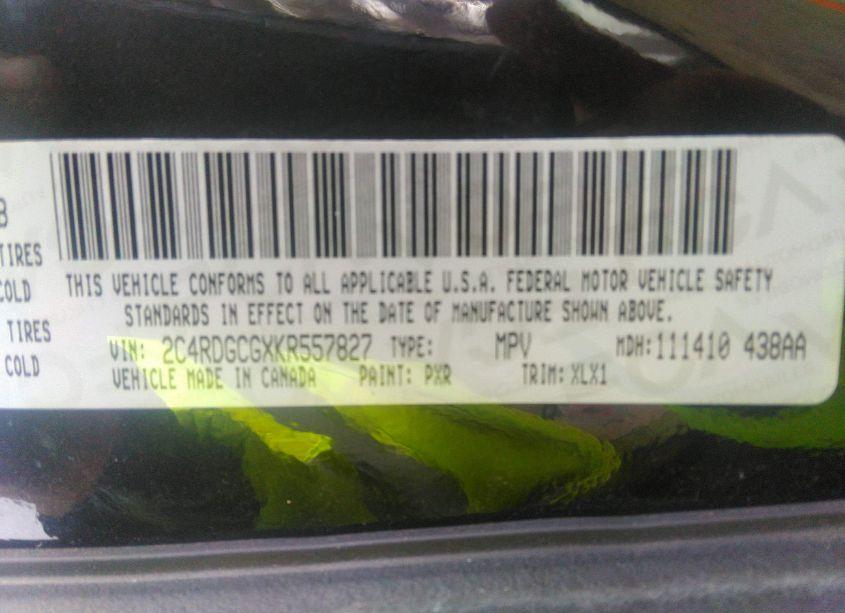 B
TIRES
COLD
TIRES
COLD
THIS VEHICLE CONFORMS TO ALL APPLICABLE U.S.A. FEDERAL MOTOR VEHICLE SAFETY
STANDARDS IN EFFECT ON THE DATE OF MANUFACTURE SHOWN ABOVE.
VIN: 2C4RDGCGXKR557827 TYPE: MPV MDH:111410 438AA
VEHICLE MADE IN CANADA PAINT: PXR TRIM: XLX1